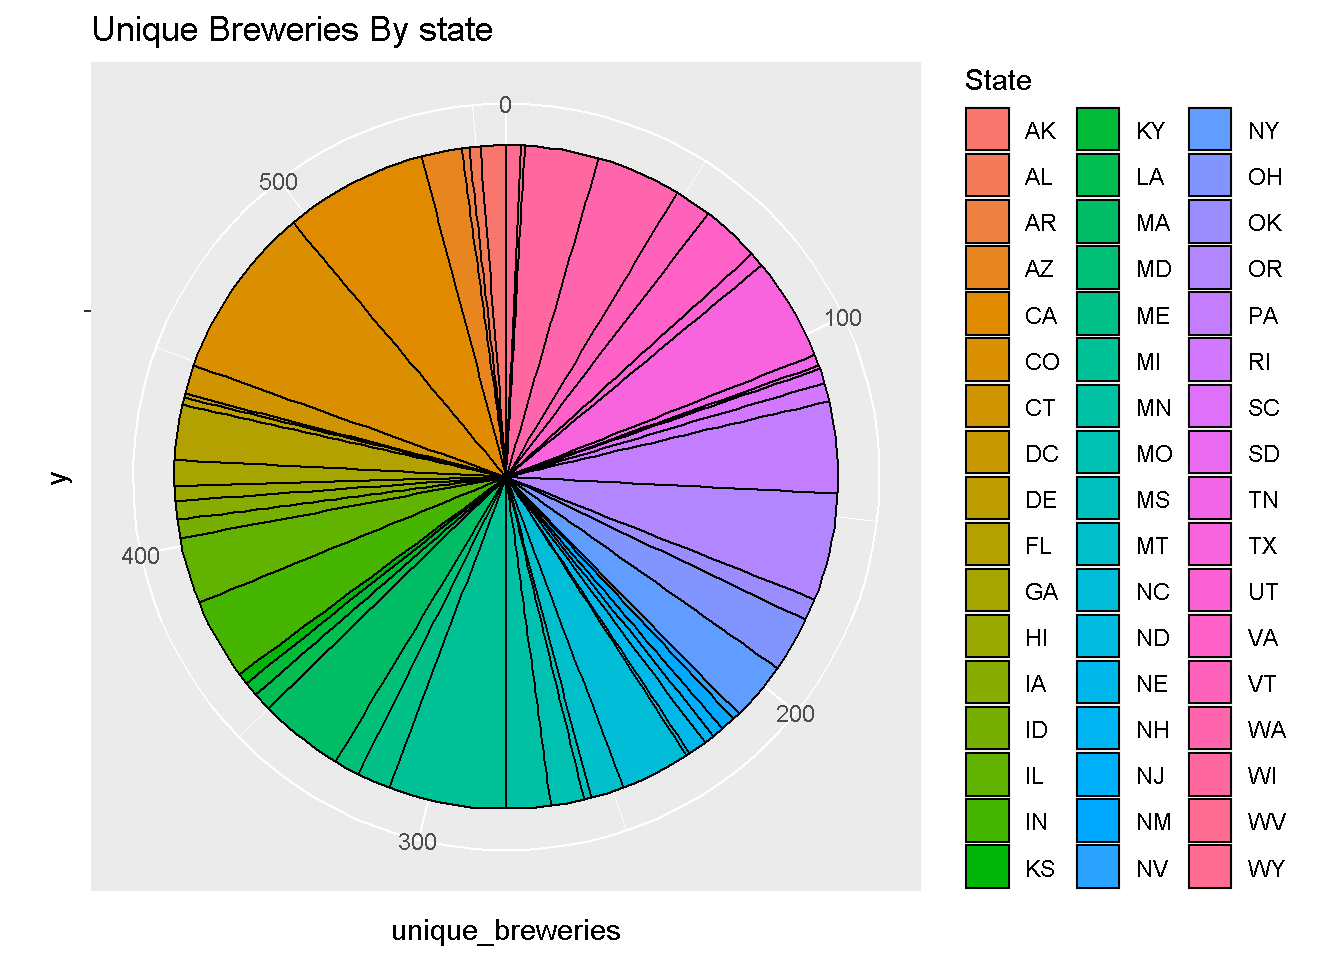 Unique Breweries By state
0
100
200
300
400
500
y
unique_breweries
State
AK
AL
AR
AZ
CA
CO
CT
DC
DE
FL
GA
HI
IA
ID
IL
IN
KS
KY
LA
MA
MD
ME
MI
MN
MO
MS
MT
NC
ND
NE
NH
NJ
NM
NV
NY
OH
OK
OR
PA
RI
SC
SD
TN
TX
UT
VA
VT
WA
WI
WV
WY